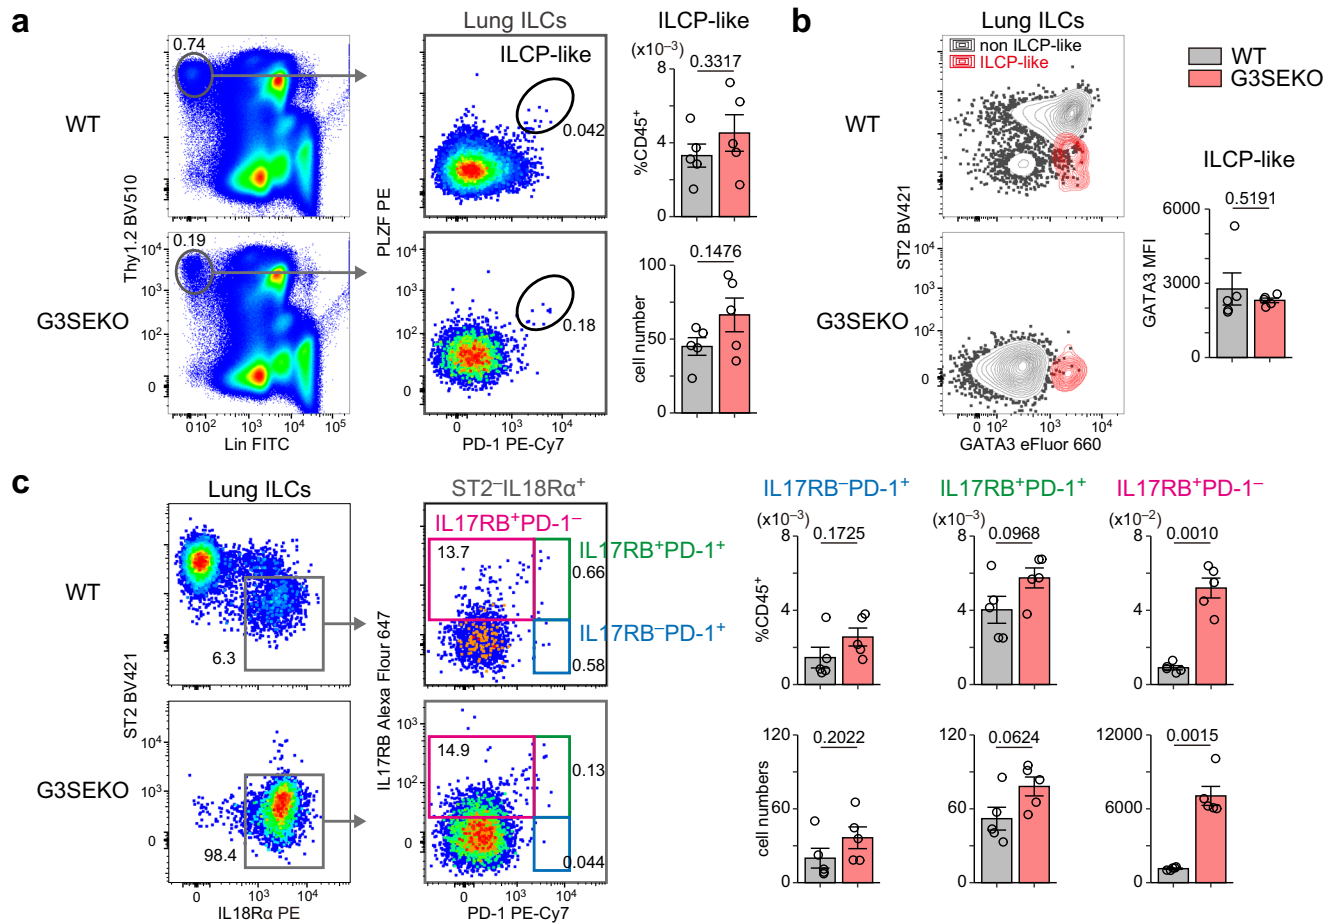 a
Lung ILCs
ILCP-like
0.74
ILCP-like
(x10⁻³)
8
0.3317
WT
0.042
%CD45⁺
4
0
Thy1.2 BV510
PLZF PE
0.19
10⁴
10³
10²
0
G3SEKO
10⁴
10³
10²
0
0.18
100
0.1476
cell number
50
0
0 10² 10³ 10⁴ 10⁵
Lin FITC
0 10³ 10⁴
PD-1 PE-Cy7
b
Lung ILCs
non ILCP-like
ILCP-like
WT
G3SEKO
WT
ST2 BV421
G3SEKO
10²
0
0 10² 10³ 10⁴
GATA3 eFluor 660
ILCP-like
0.5191
6000
GATA3 MFI
3000
0
c
Lung ILCs
ST2⁻IL18Rα⁺
WT
6.3
IL17RB⁺PD-1⁻
13.7
IL17RB⁺PD-1⁺
0.66
IL17RB⁻PD-1⁺
0.58
ST2 BV421
IL17RB Alexa Flour 647
G3SEKO
10⁴
10³
0
98.4
0 10³ 10⁴
IL18Rα PE
10³
10²
0
14.9
0.13
0.044
0 10³ 10⁴
PD-1 PE-Cy7
IL17RB⁻PD-1⁺
IL17RB⁺PD-1⁺
IL17RB⁺PD-1⁻
(x10⁻³)
(x10⁻³)
(x10⁻²)
8
0.1725
8
0.0968
8
0.0010
%CD45⁺
4
4
4
0
0
0
120
0.2022
120
0.0624
12000
0.0015
cell numbers
60
60
6000
0
0
0